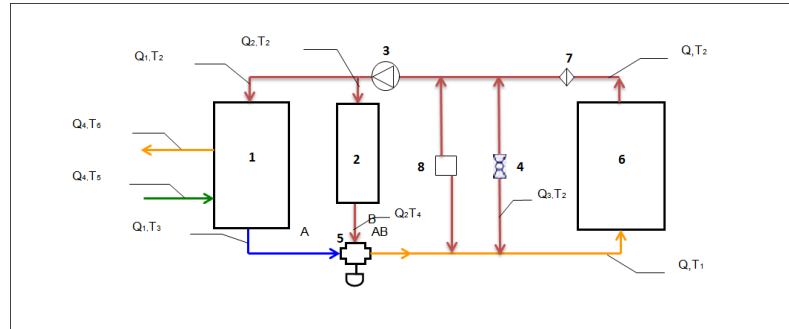 3
7
Q₂,T₂
Q₁,T₂
Q,T₂
Q₄,T₆
1
2
8
4
6
Q₄,T₅
Q₃,T₂
B
Q₂T₄
Q₁,T₃
A
5
AB
Q,T₁